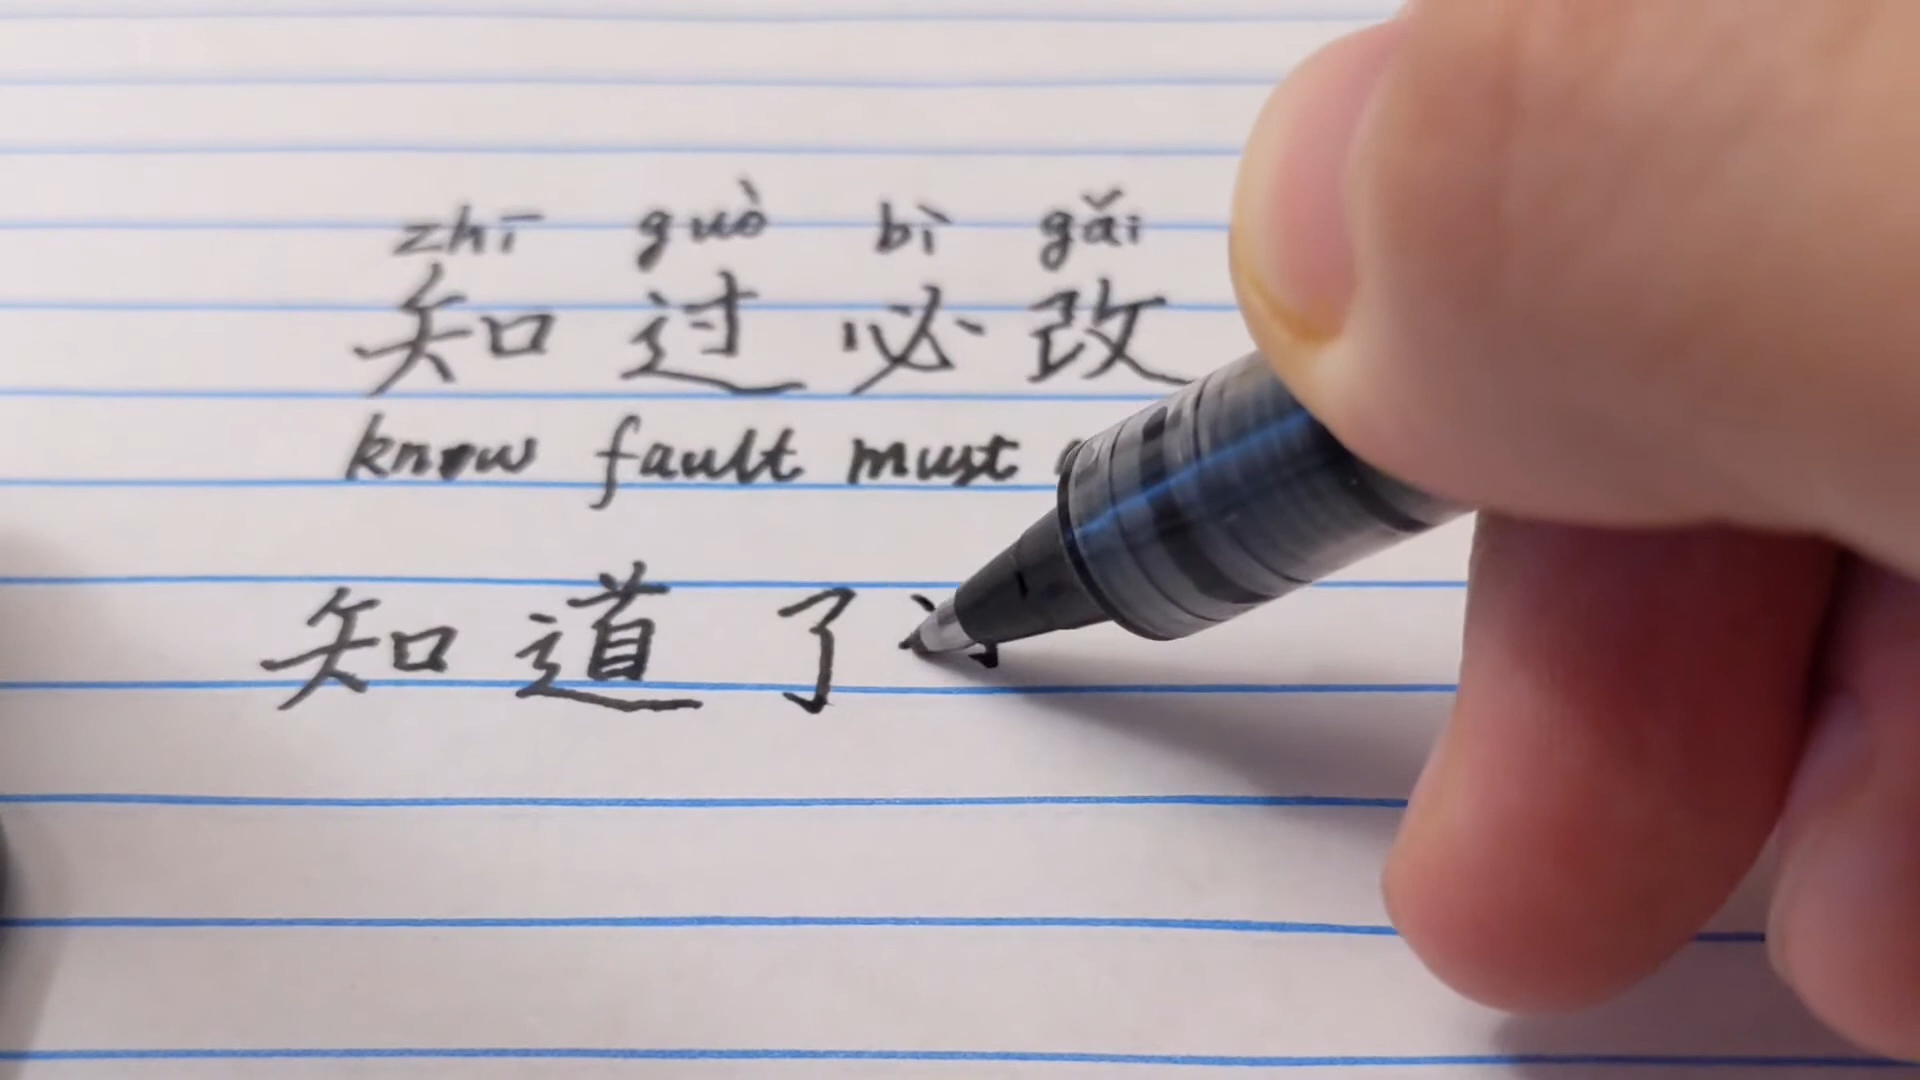 zhī guò bì gǎi
知 过 必 改
know fault must
知 道 了